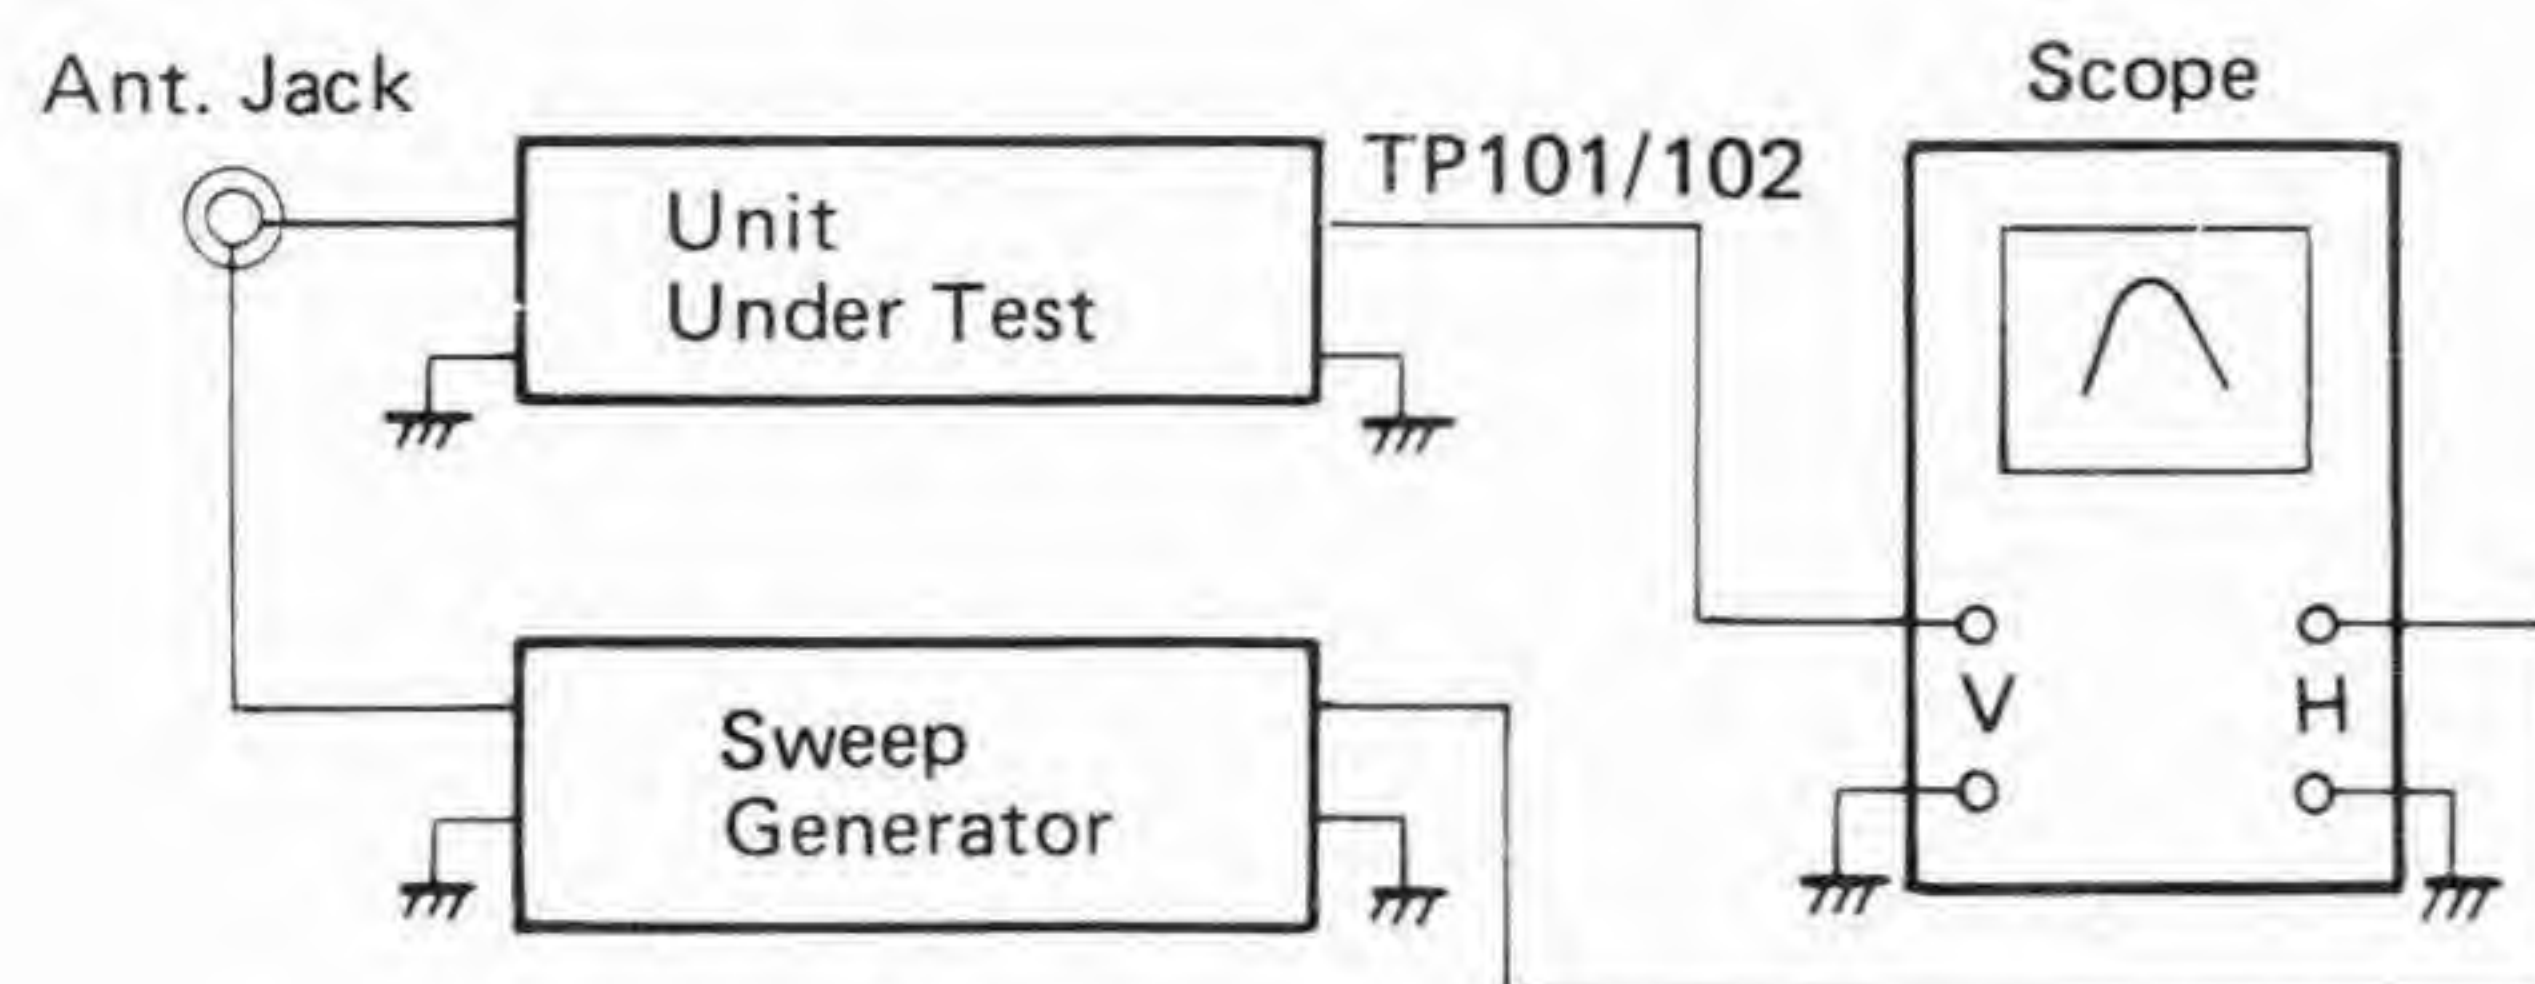 Ant. Jack
Scope
TP101/102
Unit
Under Test
V
H
Sweep
Generator